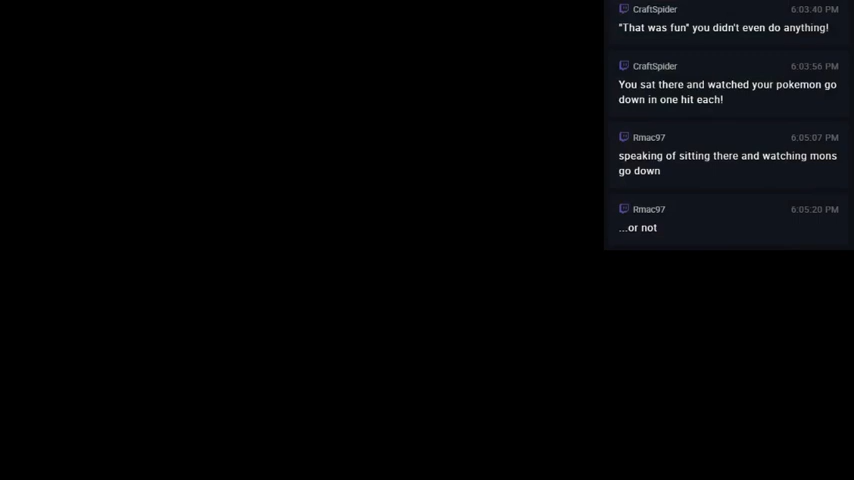 CraftSpider 6:03:40 PM
"That was fun" you didn't even do anything!
CraftSpider 6:03:56 PM
You sat there and watched your pokemon go
down in one hit each!
Rmac97 6:05:07 PM
speaking of sitting there and watching mons
go down
Rmac97 6:05:20 PM
...or not